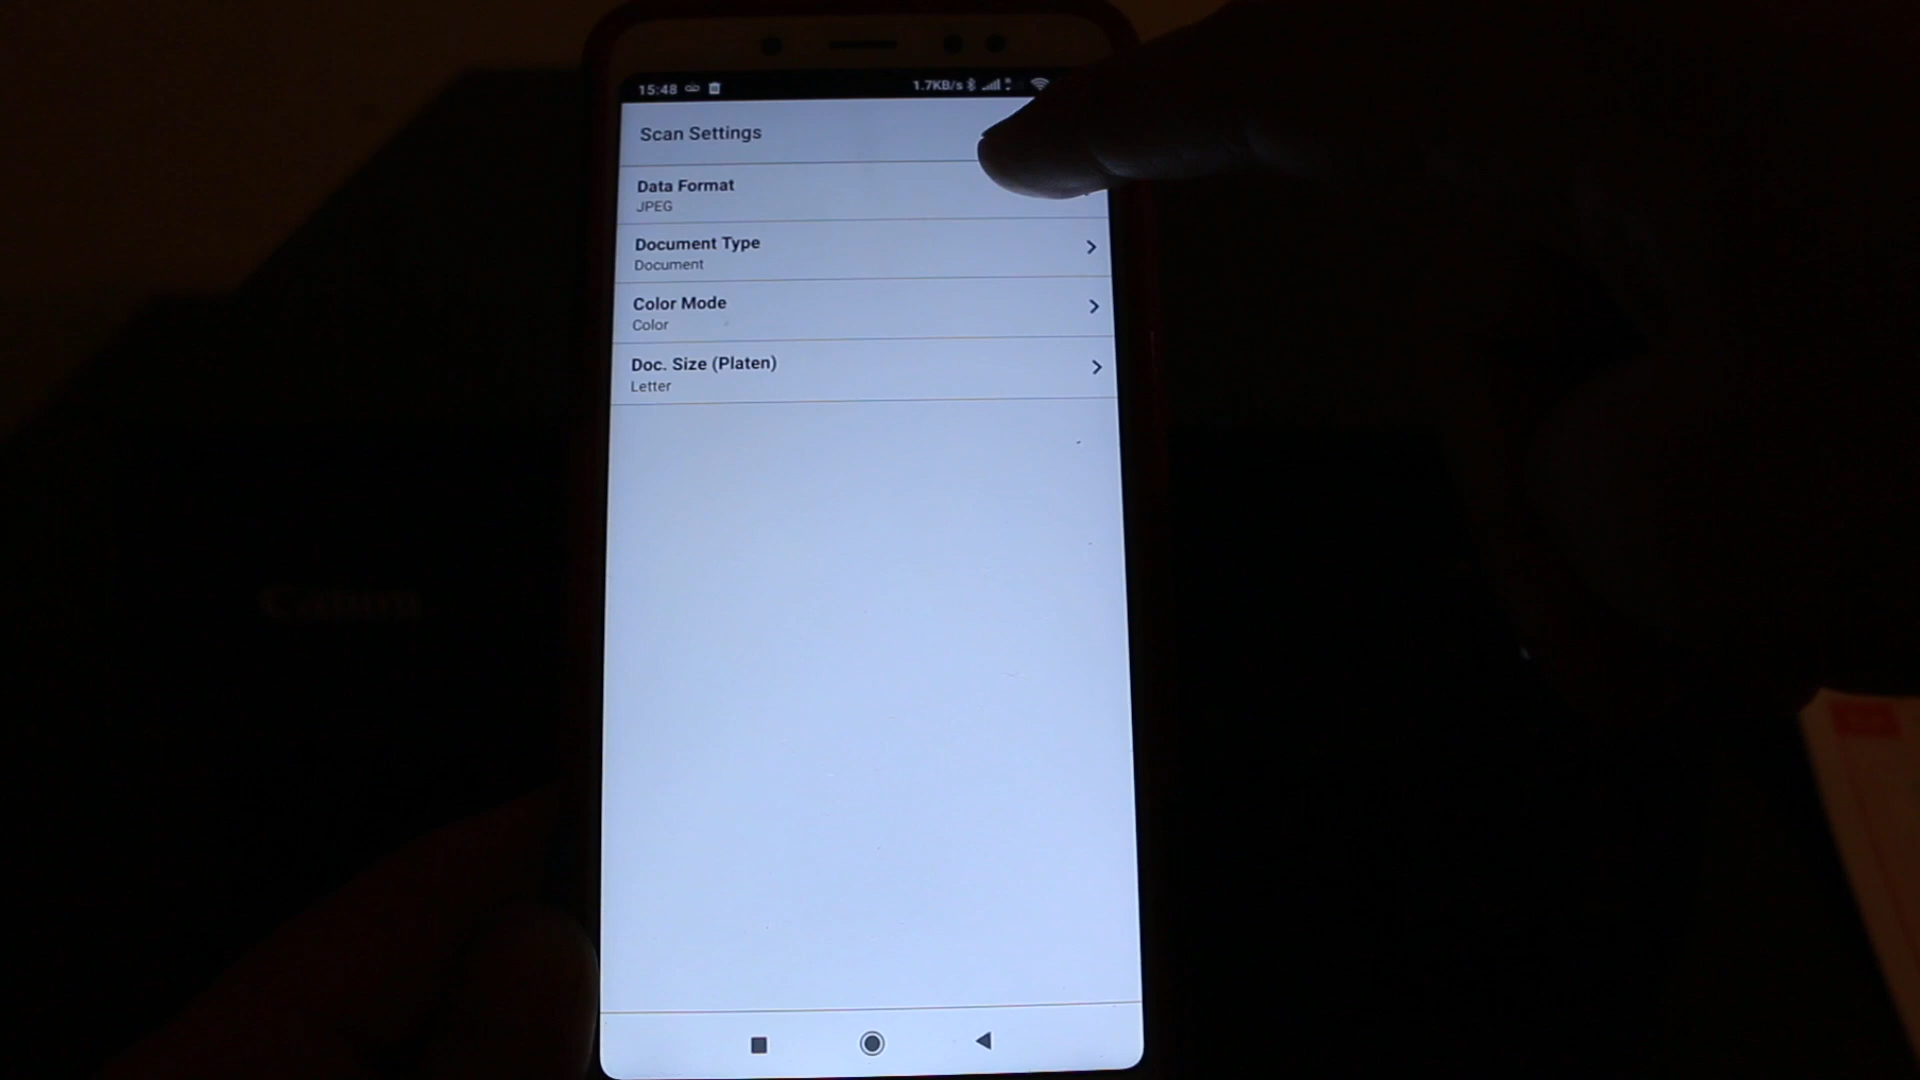 15:48 1.7KB/s
Scan Settings
Data Format
JPEG
Document Type
Document
Color Mode
Color
Doc. Size (Platen)
Letter
Canon